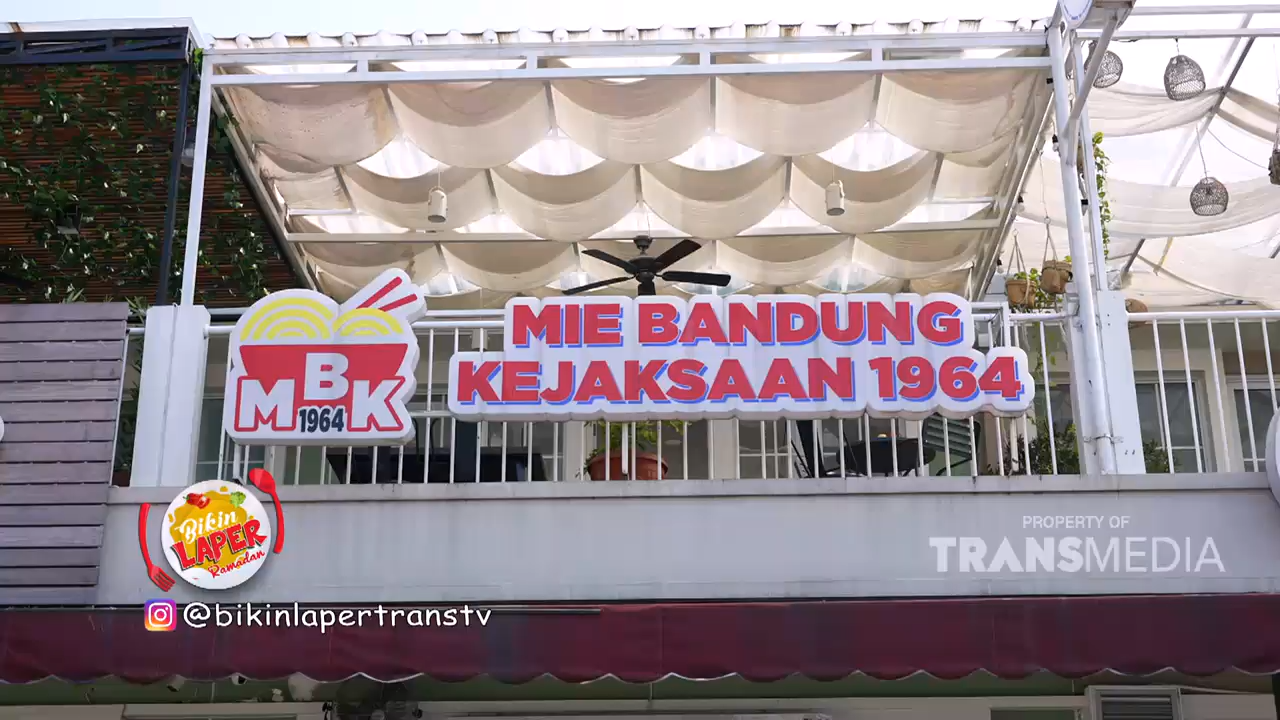 MIE BANDUNG
KEJAKSAAN 1964
MBK
1964
Bikin
LAPER
Ramadan
@bikinlapertranstv
PROPERTY OF
TRANSMEDIA